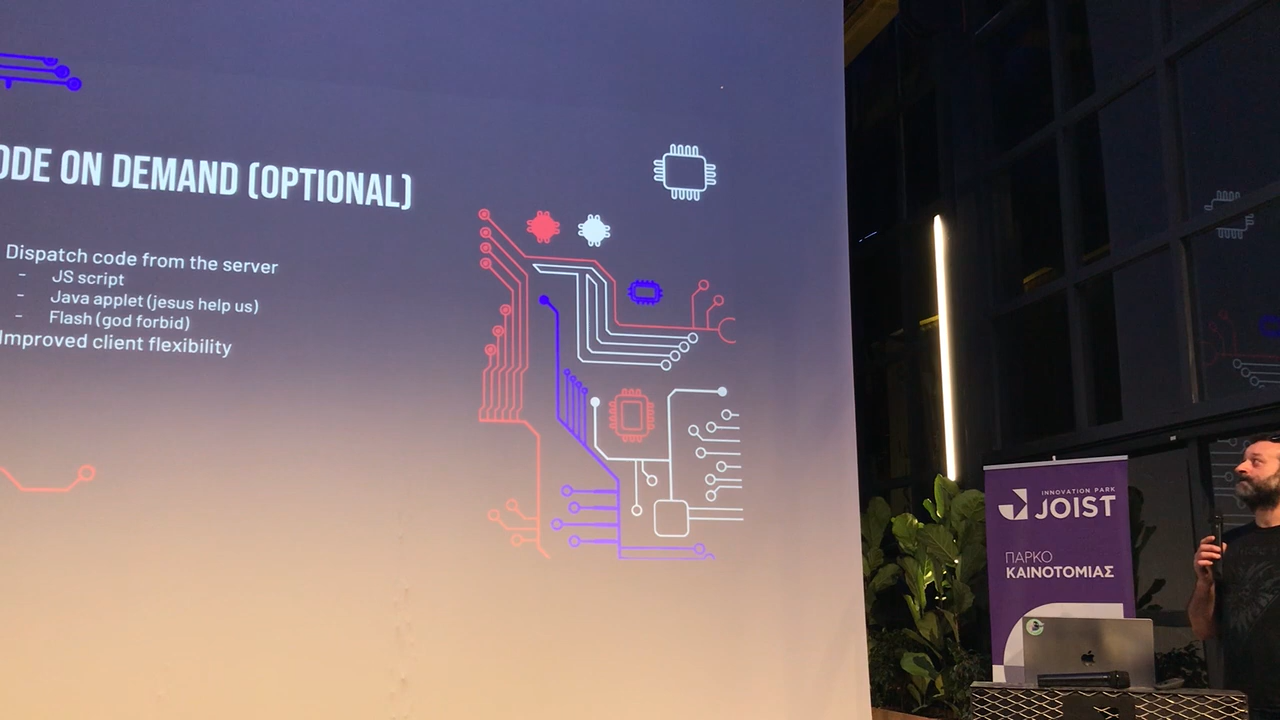 ODE ON DEMAND (OPTIONAL)
Dispatch code from the server
- JS script
- Java applet (jesus help us)
- Flash (god forbid)
Improved client flexibility
INNOVATION PARK
JOIST
ΠΑΡΚΟ
ΚΑΙΝΟΤΟΜΙΑΣ